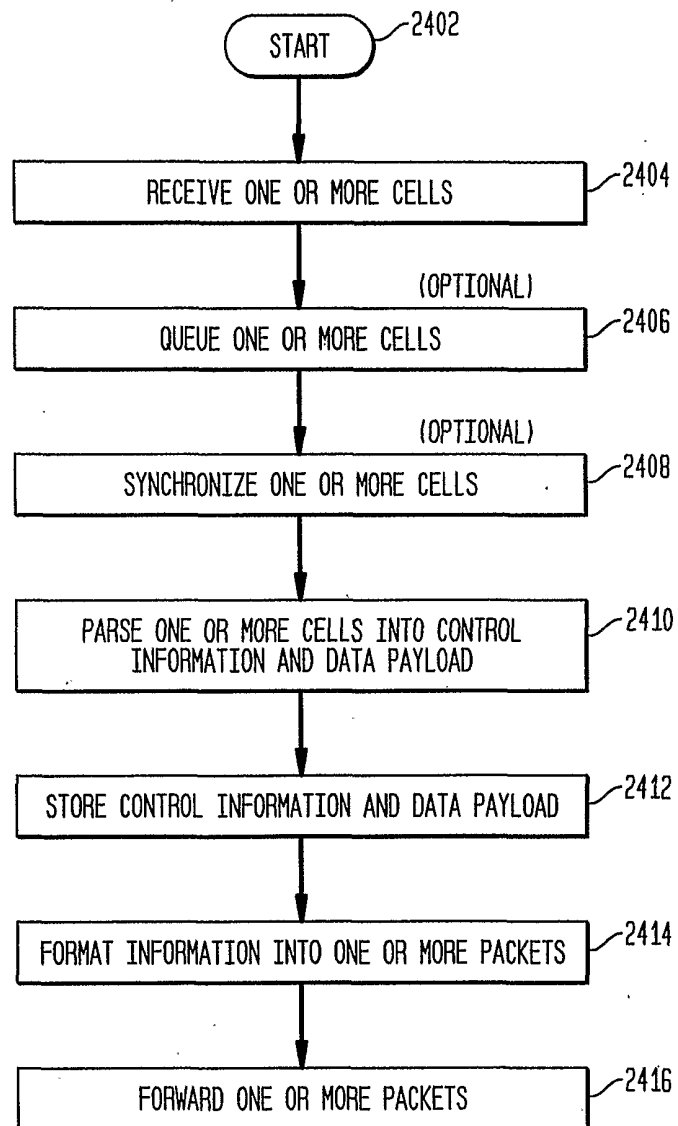 START
2402
RECEIVE ONE OR MORE CELLS
2404
(OPTIONAL)
QUEUE ONE OR MORE CELLS
2406
(OPTIONAL)
SYNCHRONIZE ONE OR MORE CELLS
2408
PARSE ONE OR MORE CELLS INTO CONTROL
INFORMATION AND DATA PAYLOAD
2410
STORE CONTROL INFORMATION AND DATA PAYLOAD
2412
FORMAT INFORMATION INTO ONE OR MORE PACKETS
2414
FORWARD ONE OR MORE PACKETS
2416